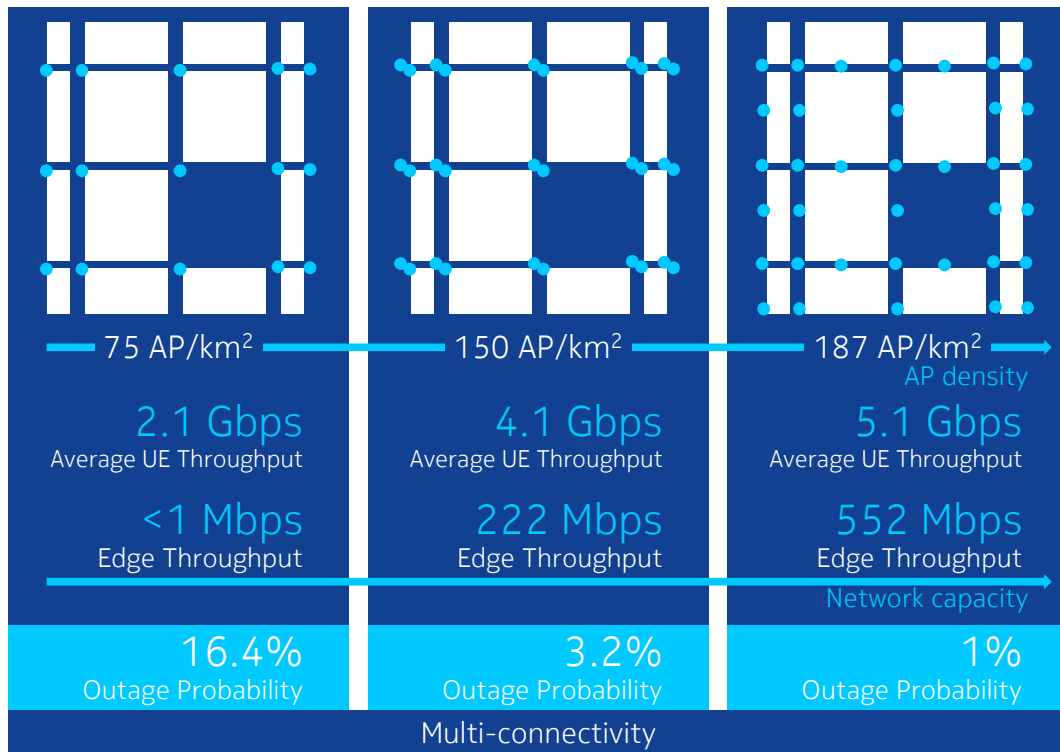 75 AP/km²
150 AP/km²
187 AP/km²
AP density
2.1 Gbps
Average UE Throughput
4.1 Gbps
Average UE Throughput
5.1 Gbps
Average UE Throughput
<1 Mbps
Edge Throughput
222 Mbps
Edge Throughput
552 Mbps
Edge Throughput
Network capacity
16.4%
Outage Probability
3.2%
Outage Probability
1%
Outage Probability
Multi-connectivity